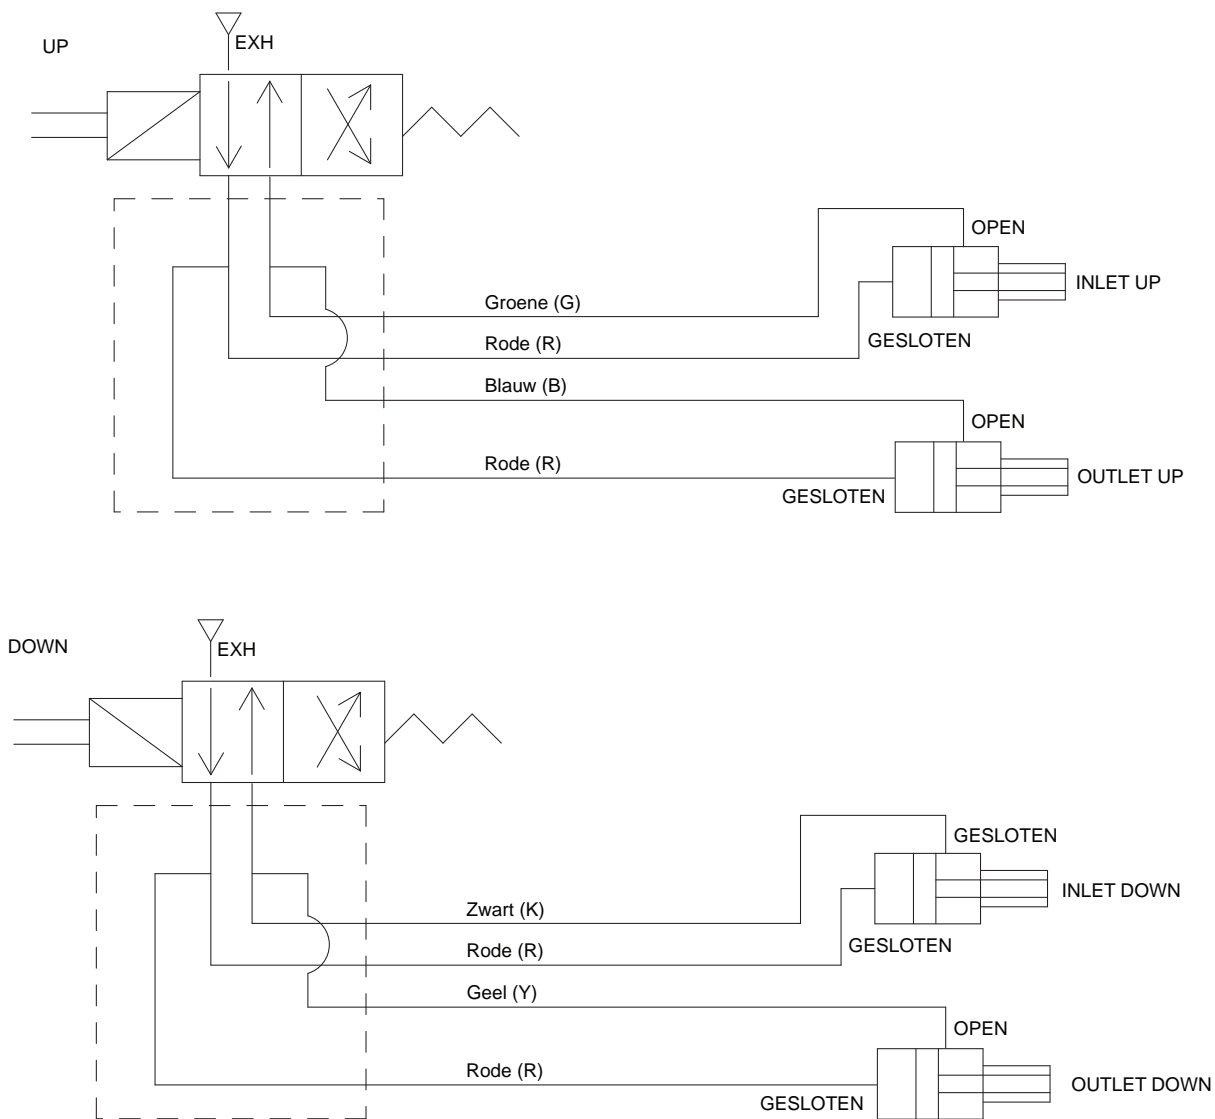 UP
EXH
OPEN
INLET UP
Groene (G)
GESLOTEN
Rode (R)
Blauw (B)
OPEN
Rode (R)
OUTLET UP
GESLOTEN
DOWN
EXH
GESLOTEN
INLET DOWN
Zwart (K)
GESLOTEN
Rode (R)
Geel (Y)
OPEN
Rode (R)
OUTLET DOWN
GESLOTEN